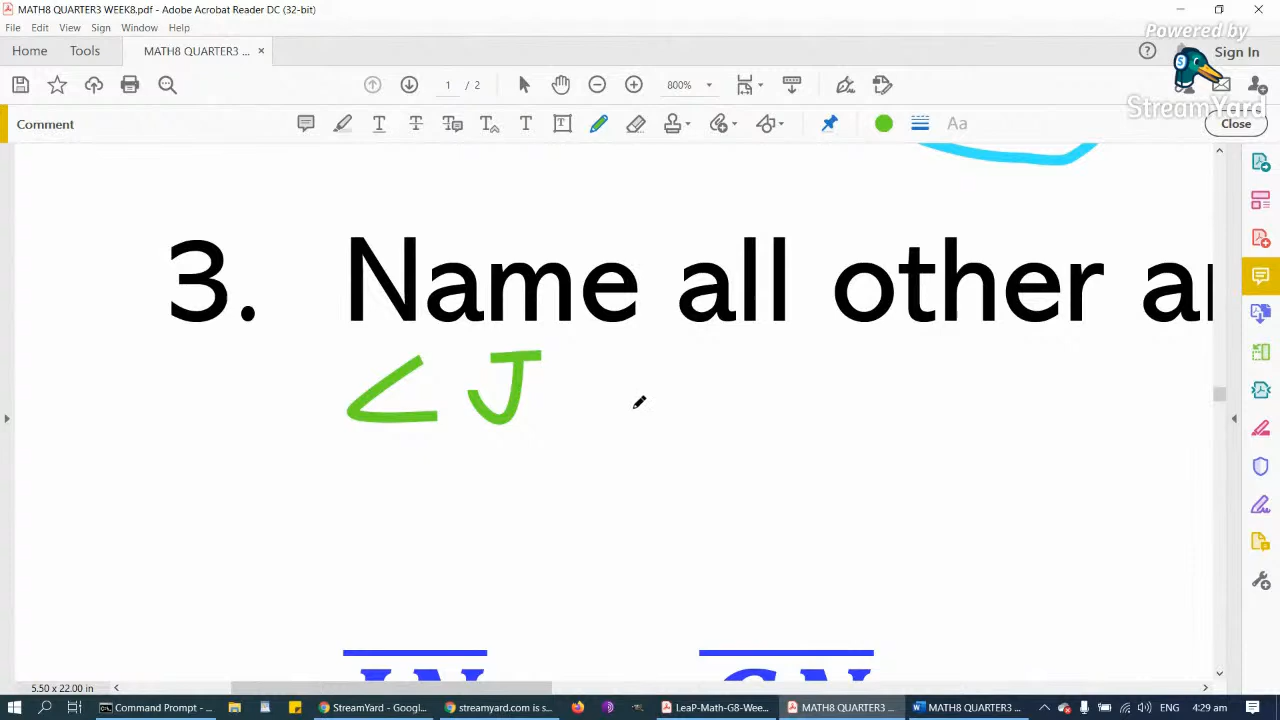 MATH8 QUARTER3 WEEK8.pdf - Adobe Acrobat Reader DC (32-bit)
File Edit View Sign Window Help
Powered by
StreamYard
Home Tools MATH8 QUARTER3 ... × Sign In
1 / 800%
Comment Aa Close
3. Name all other
< J
5.50 x 22.00 in
Command Prompt - ... StreamYard - Googl... streamyard.com is s... LeaP-Math-G8-Wee... MATH8 QUARTER3 ... MATH8 QUARTER3 ... ENG 4:29 am